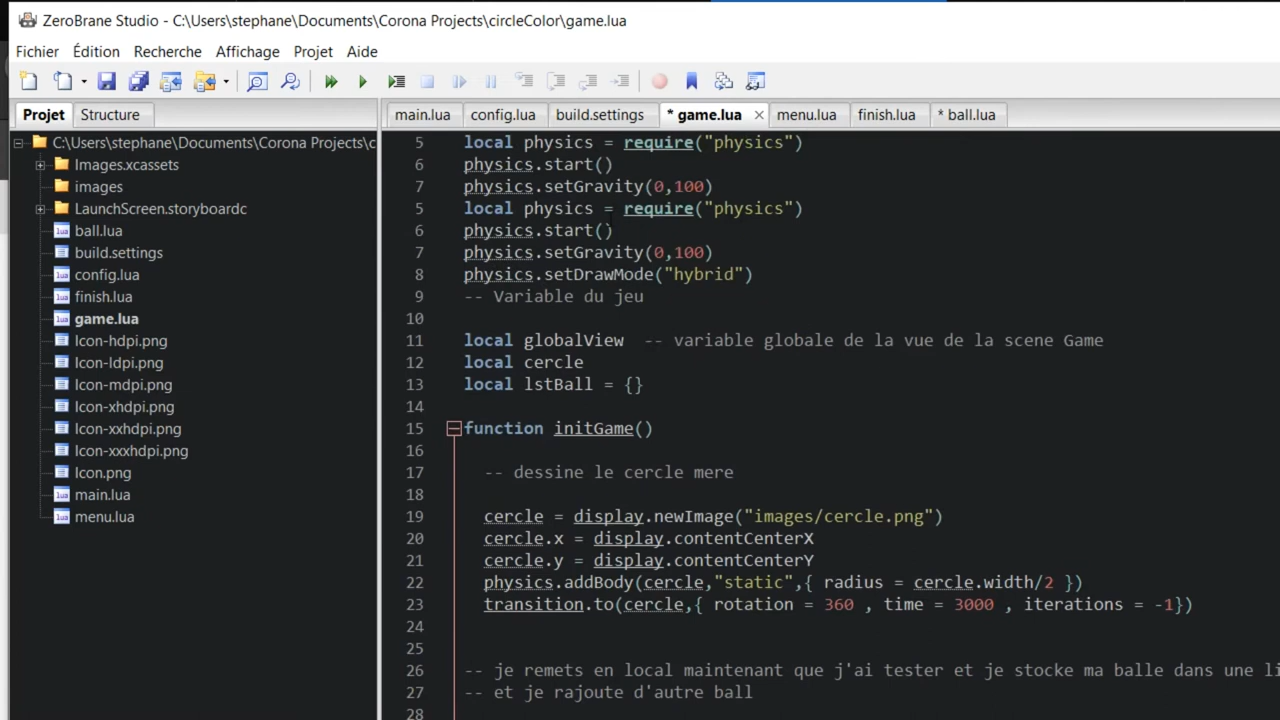 ZeroBrane Studio - C:\Users\stephane\Documents\Corona Projects\circleColor\game.lua
Fichier Édition Recherche Affichage Projet Aide
Projet Structure
main.lua config.lua build.settings * game.lua menu.lua finish.lua * ball.lua
C:\Users\stephane\Documents\Corona Projects\c
Images.xcassets
images
LaunchScreen.storyboardc
ball.lua
build.settings
config.lua
finish.lua
game.lua
Icon-hdpi.png
Icon-ldpi.png
Icon-mdpi.png
Icon-xhdpi.png
Icon-xxhdpi.png
Icon-xxxhdpi.png
Icon.png
main.lua
menu.lua
5 local physics = require("physics")
6 physics.start()
7 physics.setGravity(0,100)
5 local physics = require("physics")
6 physics.start()
7 physics.setGravity(0,100)
8 physics.setDrawMode("hybrid")
9 -- Variable du jeu
10
11 local globalView -- variable globale de la vue de la scene Game
12 local cercle
13 local lstBall = {}
14
15 function initGame()
16
17 -- dessine le cercle mere
18
19 cercle = display.newImage("images/cercle.png")
20 cercle.x = display.contentCenterX
21 cercle.y = display.contentCenterY
22 physics.addBody(cercle,"static",{ radius = cercle.width/2 })
23 transition.to(cercle,{ rotation = 360 , time = 3000 , iterations = -1})
24
25
26 -- je remets en local maintenant que j'ai tester et je stocke ma balle dans une li
27 -- et je rajoute d'autre ball
28